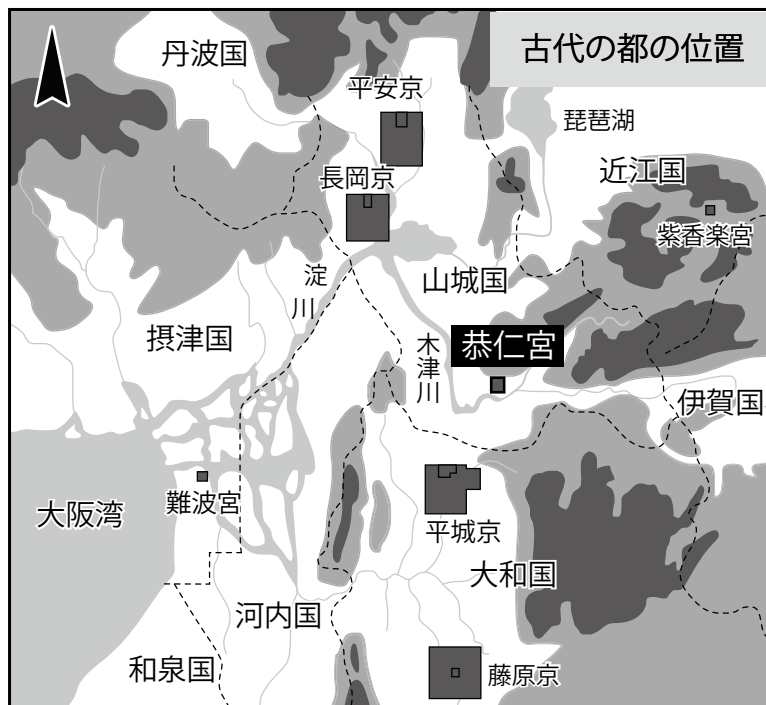 古代の都の位置
丹波国
平安京
琵琶湖
近江国
長岡京
紫香楽宮
淀川
山城国
摂津国
木津川
恭仁宮
伊賀国
難波宮
大阪湾
平城京
大和国
河内国
和泉国
藤原京